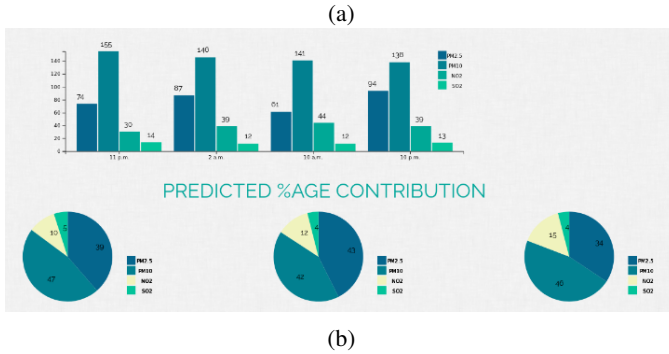 (a)
155
146
141
138
140
120
100
80
60
40
20
0
74
30
14
87
39
12
61
44
12
94
39
13
PM2.5
PM10
NO2
SO2
11 p.m.
2 a.m.
10 a.m.
10 p.m.
PREDICTED %AGE CONTRIBUTION
39
47
10
5
PM2.5
PM10
NO2
SO2
43
42
12
4
PM2.5
PM10
NO2
SO2
34
46
15
4
PM2.5
PM10
NO2
SO2
(b)